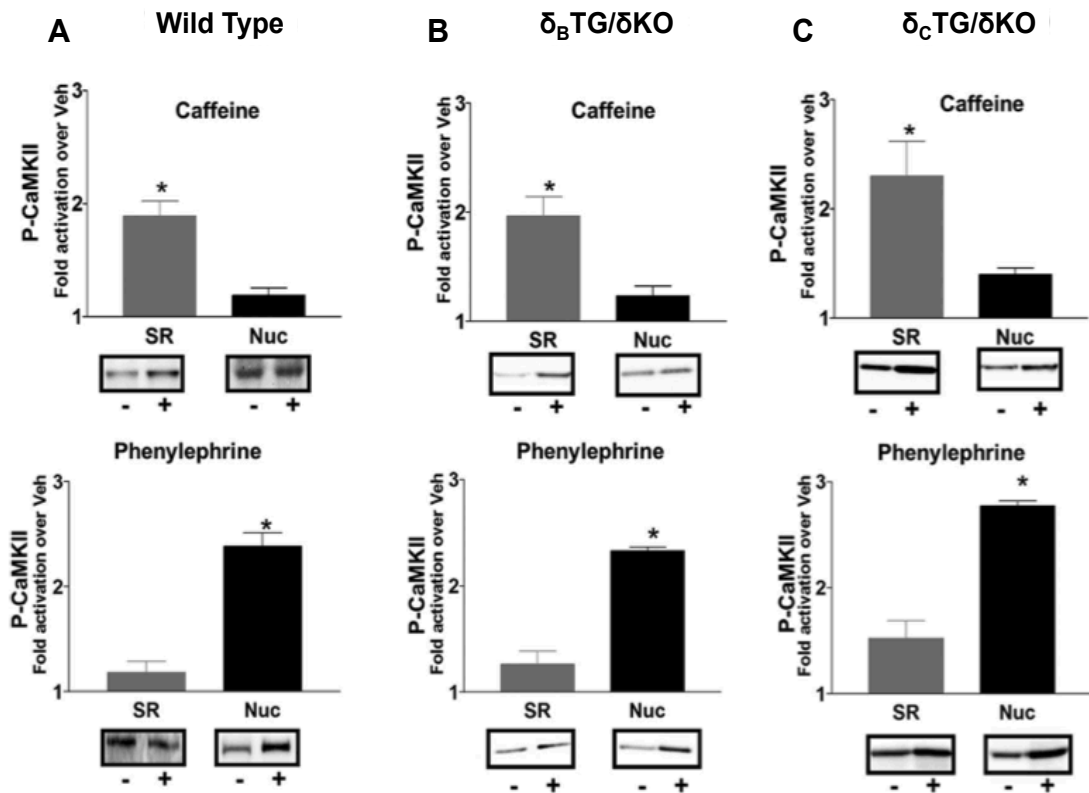 A Wild Type
3
Caffeine
*
2
1
P-CaMKII
Fold activation over Veh
SR Nuc
- + - +
Phenylephrine
3
*
2
1
P-CaMKII
Fold activation over Veh
SR Nuc
- + - +
B δBTG/δKO
3
Caffeine
*
2
1
P-CaMKII
Fold activation over Veh
SR Nuc
- + - +
Phenylephrine
3
*
2
1
P-CaMKII
Fold activation over Veh
SR Nuc
- + - +
C δCTG/δKO
3
Caffeine
*
2
1
P-CaMKII
Fold activation over Veh
SR Nuc
- + - +
Phenylephrine
3
*
2
1
P-CaMKII
Fold activation over Veh
SR Nuc
- + - +